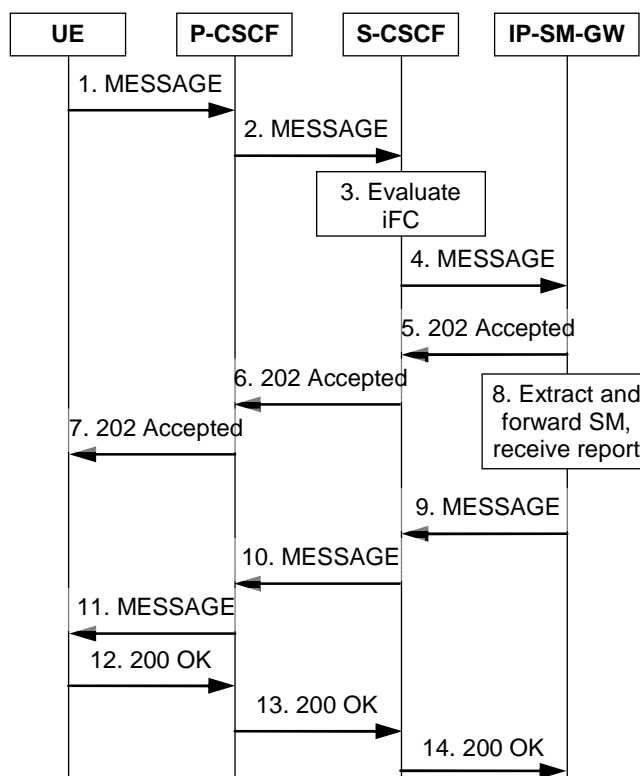 UE
P-CSCF
S-CSCF
IP-SM-GW
1. MESSAGE
2. MESSAGE
3. Evaluate
iFC
4. MESSAGE
5. 202 Accepted
6. 202 Accepted
7. 202 Accepted
8. Extract and
forward SM,
receive report
9. MESSAGE
10. MESSAGE
11. MESSAGE
12. 200 OK
13. 200 OK
14. 200 OK